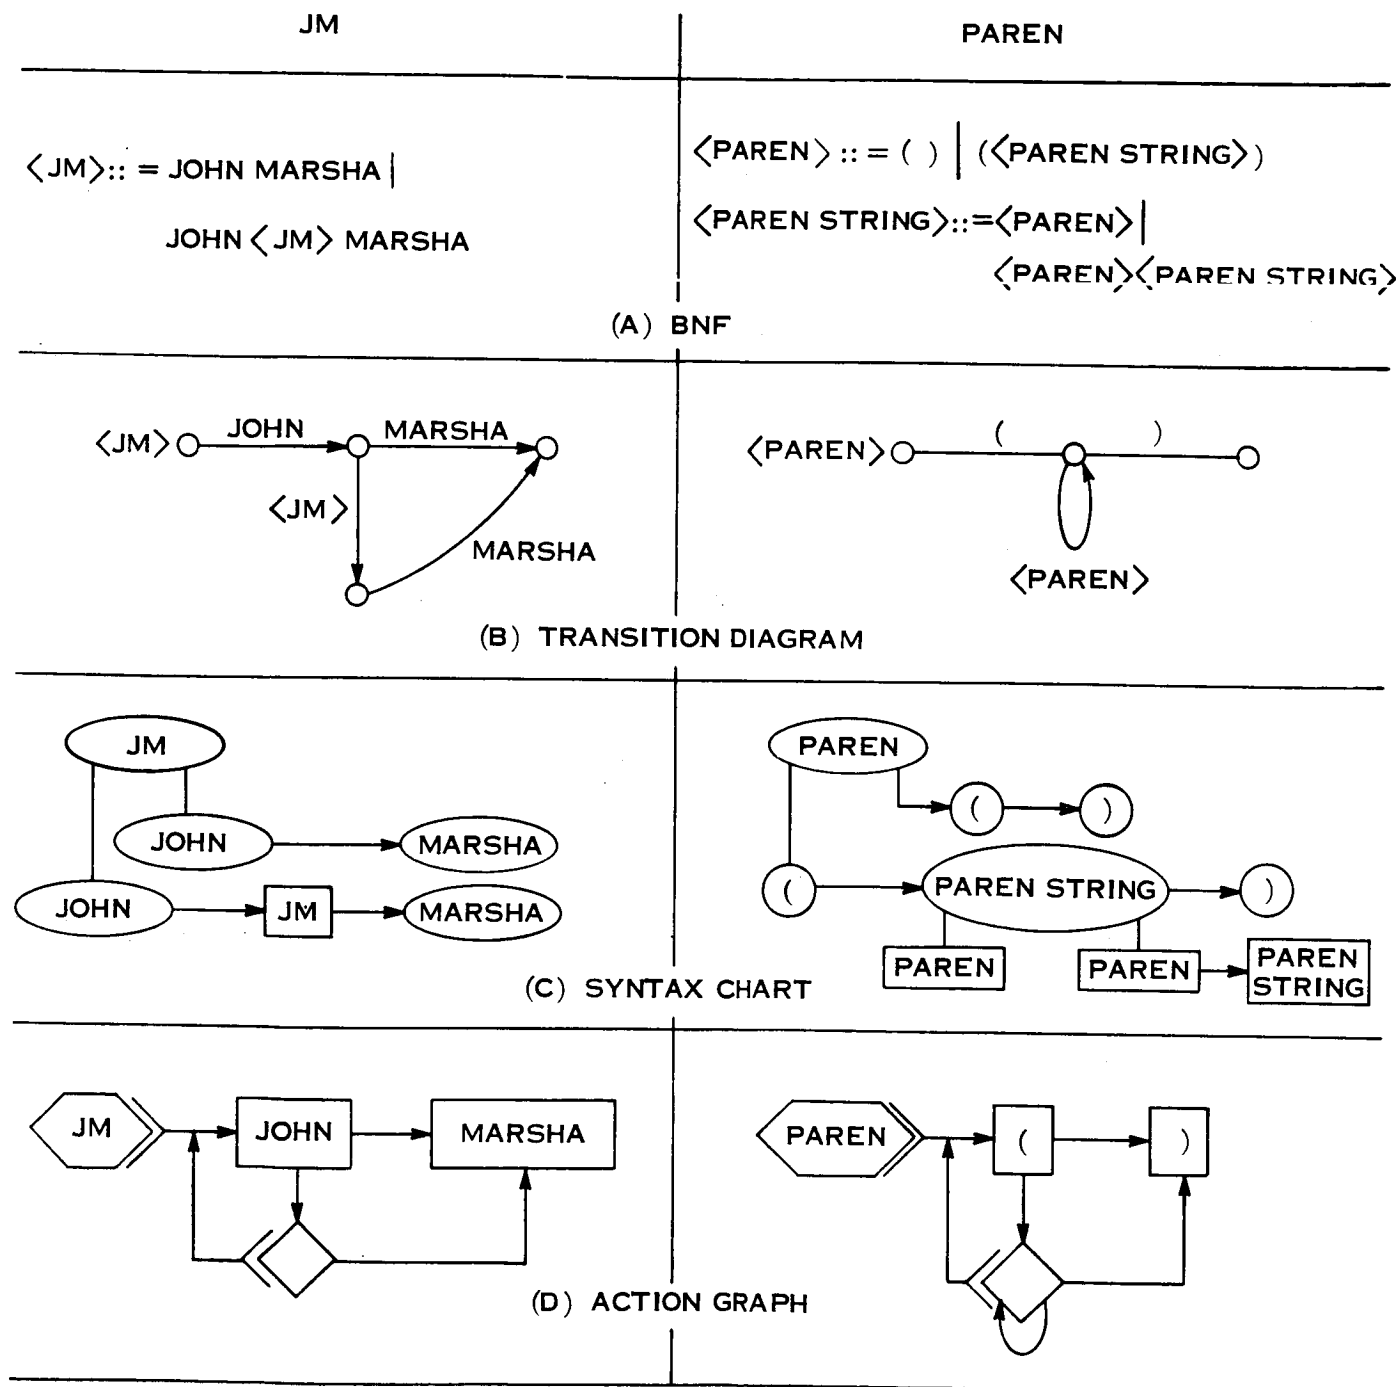 JM
PAREN
<JM>::= JOHN MARSHA |
JOHN <JM> MARSHA
<PAREN>::= ( ) | (<PAREN STRING>)
<PAREN STRING>::=<PAREN> |
<PAREN><PAREN STRING>
(A) BNF
<JM> JOHN MARSHA
<JM>
MARSHA
<PAREN> ( )
<PAREN>
(B) TRANSITION DIAGRAM
JM
JOHN MARSHA
JOHN JM MARSHA
PAREN
( )
( PAREN STRING )
PAREN PAREN PAREN
STRING
(C) SYNTAX CHART
JM JOHN MARSHA
PAREN ( )
(D) ACTION GRAPH